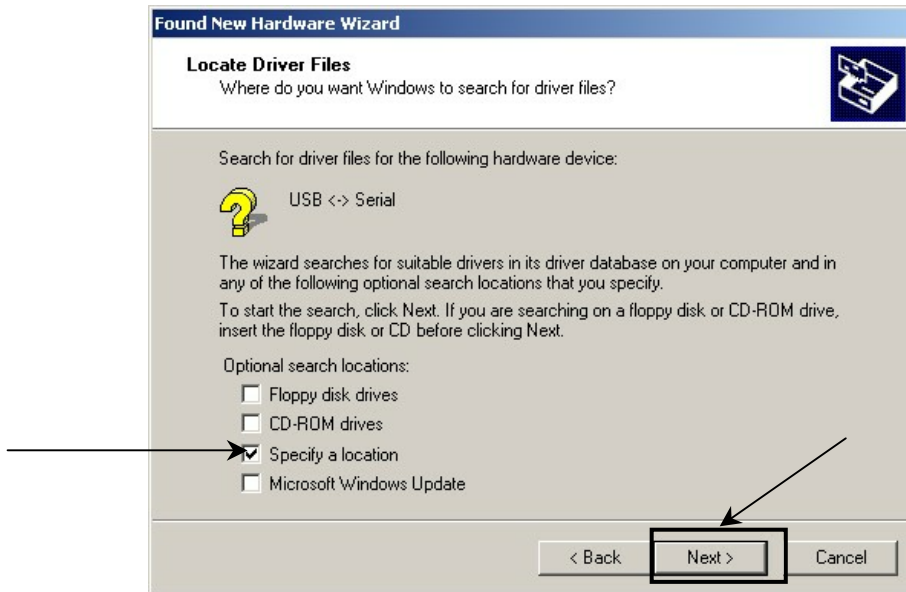 Found New Hardware Wizard
Locate Driver Files
Where do you want Windows to search for driver files?
Search for driver files for the following hardware device:
USB <-> Serial
The wizard searches for suitable drivers in its driver database on your computer and in
any of the following optional search locations that you specify.
To start the search, click Next. If you are searching on a floppy disk or CD-ROM drive,
insert the floppy disk or CD before clicking Next.
Optional search locations:
Floppy disk drives
CD-ROM drives
Specify a location
Microsoft Windows Update
< Back Next > Cancel